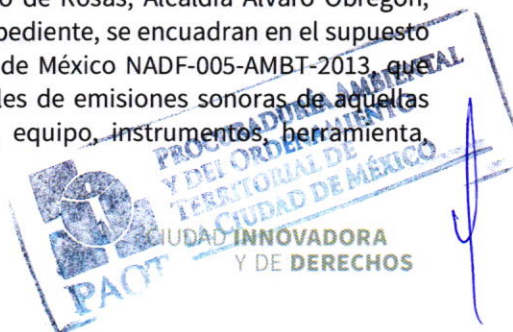 o de Rosas, Alcaldía Álvaro Obregón,
pediente, se encuadran en el supuesto
de México NADF-005-AMBT-2013, que
les de emisiones sonoras de aquellas
equipo, instrumentos, herramienta,
PROCURADURÍA AMBIENTAL
Y DEL ORDENAMIENTO
TERRITORIAL DE
CIUDAD DE MÉXICO
PAOT
CIUDAD INNOVADORA
Y DE DERECHOS